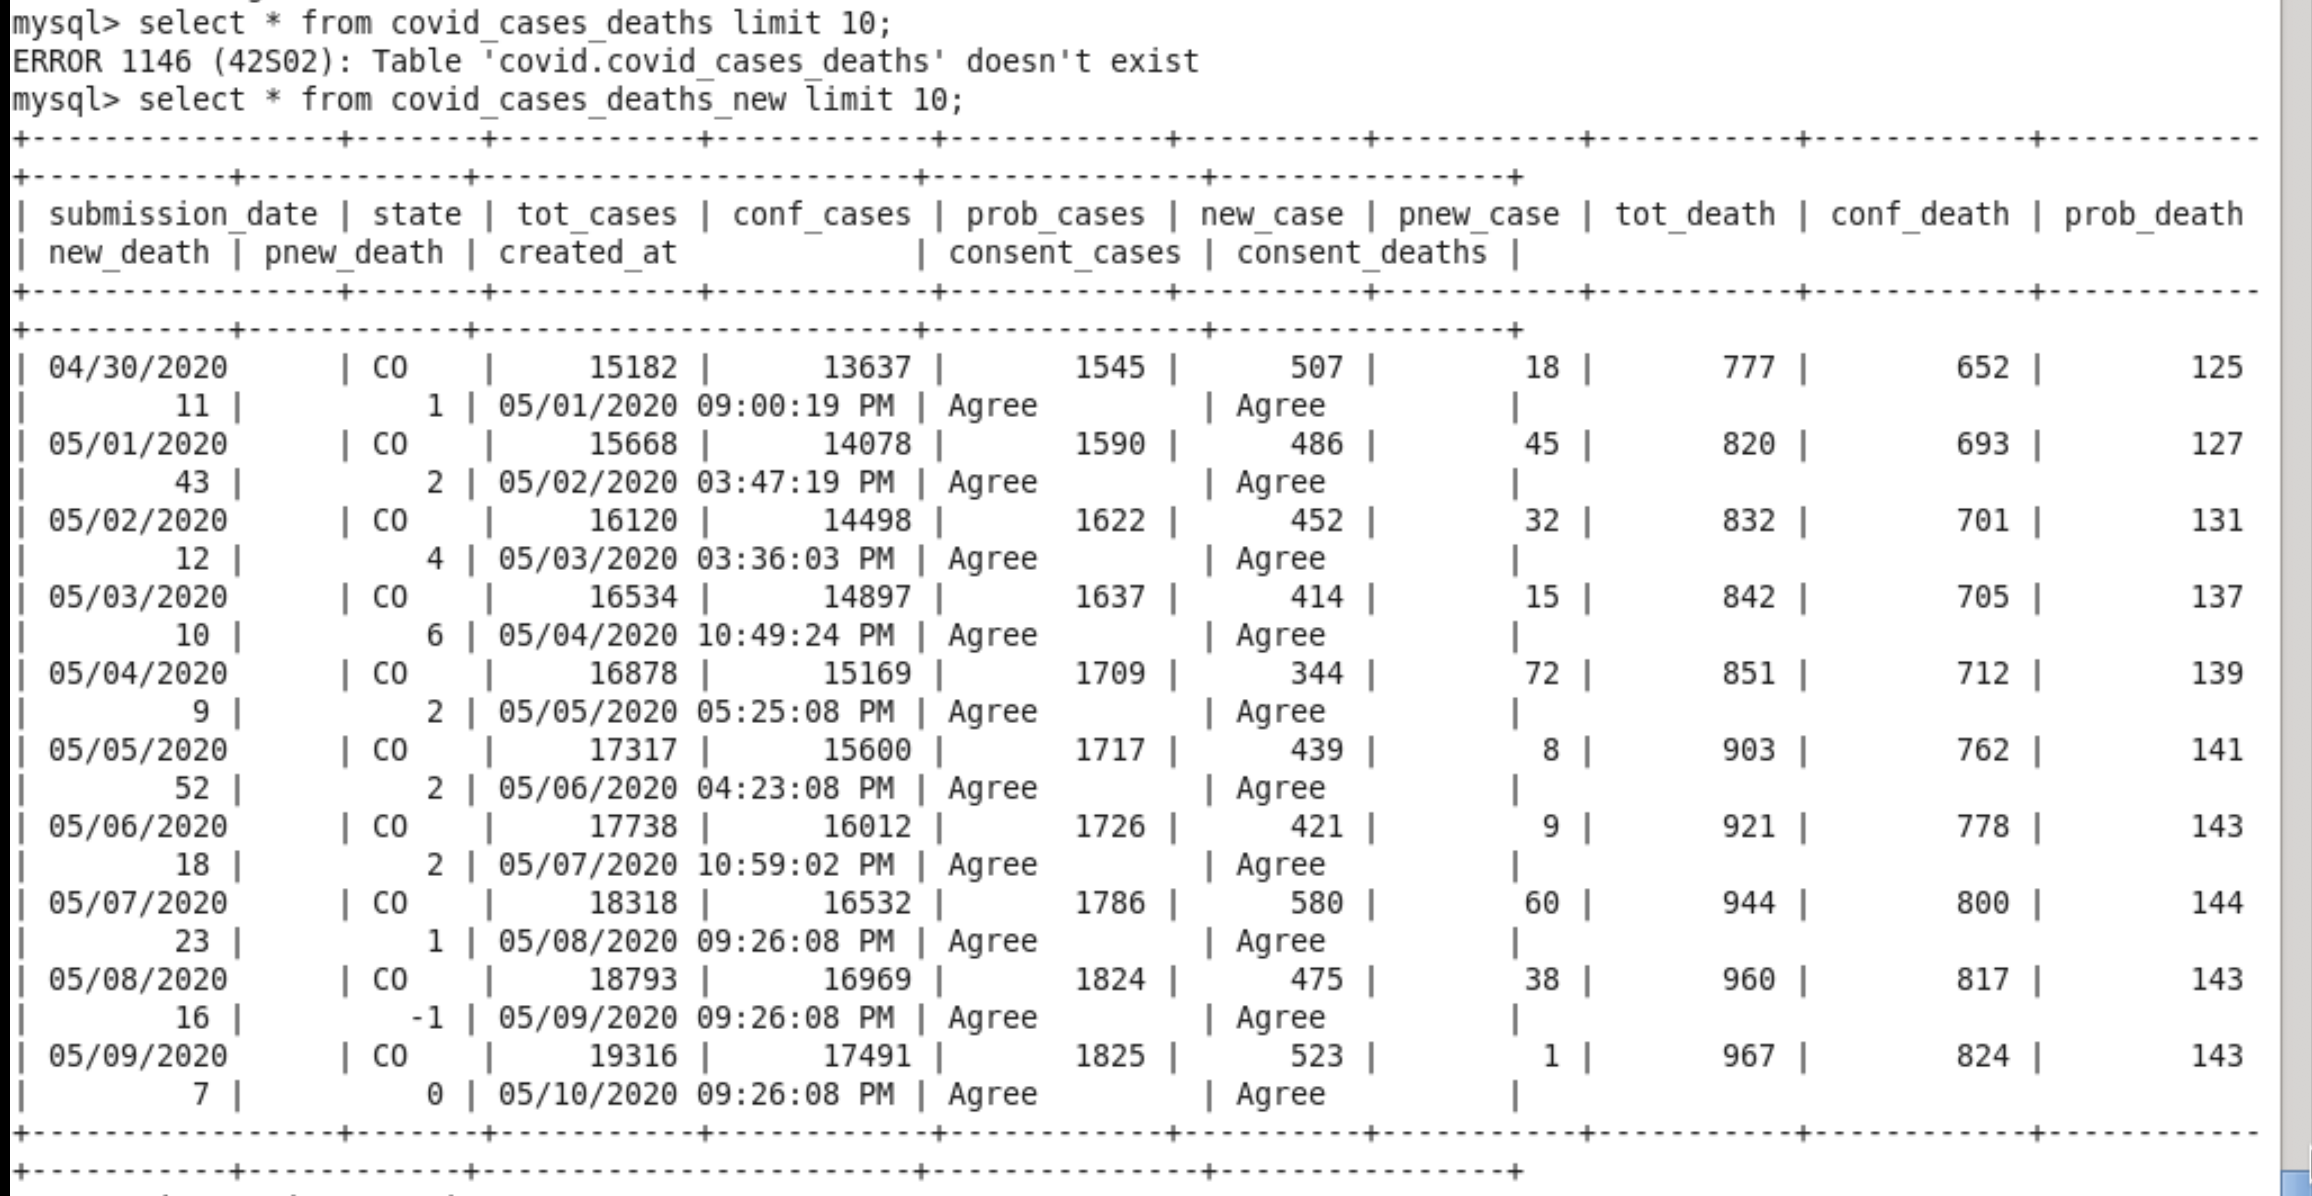 mysql> select * from covid_cases_deaths limit 10;
ERROR 1146 (42S02): Table 'covid.covid_cases_deaths' doesn't exist
mysql> select * from covid_cases_deaths_new limit 10;
+-----------------+-------+-----------+------------+------------+----------+-----------+-----------+-----------+------------
+-----------+------------+------------------------+---------------+----------------+
| submission_date | state | tot_cases | conf_cases | prob_cases | new_case | pnew_case | tot_death | conf_death | prob_death
| new_death | pnew_death | created_at             | consent_cases | consent_deaths |
+-----------------+-------+-----------+------------+------------+----------+-----------+-----------+------------+------------
+-----------+------------+------------------------+---------------+----------------+
| 04/30/2020      | CO    |     15182 |      13637 |       1545 |      507 |        18 |       777 |        652 |        125
|        11 |          1 | 05/01/2020 09:00:19 PM | Agree         | Agree          |
| 05/01/2020      | CO    |     15668 |      14078 |       1590 |      486 |        45 |       820 |        693 |        127
|        43 |          2 | 05/02/2020 03:47:19 PM | Agree         | Agree          |
| 05/02/2020      | CO    |     16120 |      14498 |       1622 |      452 |        32 |       832 |        701 |        131
|        12 |          4 | 05/03/2020 03:36:03 PM | Agree         | Agree          |
| 05/03/2020      | CO    |     16534 |      14897 |       1637 |      414 |        15 |       842 |        705 |        137
|        10 |          6 | 05/04/2020 10:49:24 PM | Agree         | Agree          |
| 05/04/2020      | CO    |     16878 |      15169 |       1709 |      344 |        72 |       851 |        712 |        139
|         9 |          2 | 05/05/2020 05:25:08 PM | Agree         | Agree          |
| 05/05/2020      | CO    |     17317 |      15600 |       1717 |      439 |         8 |       903 |        762 |        141
|        52 |          2 | 05/06/2020 04:23:08 PM | Agree         | Agree          |
| 05/06/2020      | CO    |     17738 |      16012 |       1726 |      421 |         9 |       921 |        778 |        143
|        18 |          2 | 05/07/2020 10:59:02 PM | Agree         | Agree          |
| 05/07/2020      | CO    |     18318 |      16532 |       1786 |      580 |        60 |       944 |        800 |        144
|        23 |          1 | 05/08/2020 09:26:08 PM | Agree         | Agree          |
| 05/08/2020      | CO    |     18793 |      16969 |       1824 |      475 |        38 |       960 |        817 |        143
|        16 |         -1 | 05/09/2020 09:26:08 PM | Agree         | Agree          |
| 05/09/2020      | CO    |     19316 |      17491 |       1825 |      523 |         1 |       967 |        824 |        143
|         7 |          0 | 05/10/2020 09:26:08 PM | Agree         | Agree          |
+-----------------+-------+-----------+------------+------------+----------+-----------+-----------+------------+------------
+-----------+------------+------------------------+---------------+----------------+